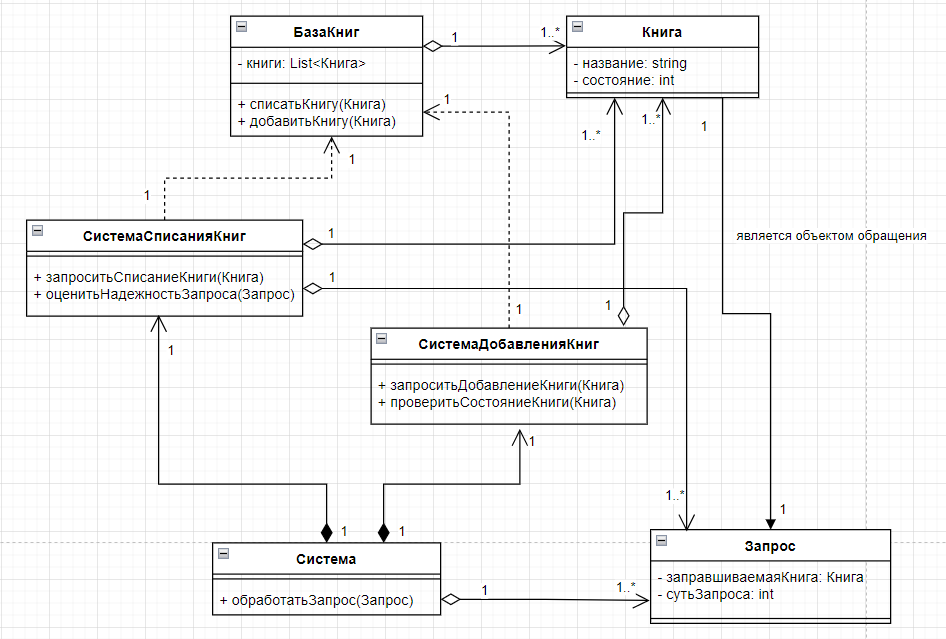 БазаКниг
- книги: List<Книга>
+ списатьКнигу(Книга)
+ добавитьКнигу(Книга)
1
1..*
Книга
- название: string
- состояние: int
1
1
1
1..*
1..*
1
СистемаСписанияКниг
+ запроситьСписаниеКниги(Книга)
+ оценитьНадежностьЗапроса(Запрос)
1
1
1
является объектом обращения
1
1
СистемаДобавленияКниг
+ запроситьДобавлениеКниги(Книга)
+ проверитьСостояниеКниги(Книга)
1
1..*
1
1
1
Система
+ обработатьЗапрос(Запрос)
1
1..*
Запрос
- заправшиваемаяКнига: Книга
- сутьЗапроса: int